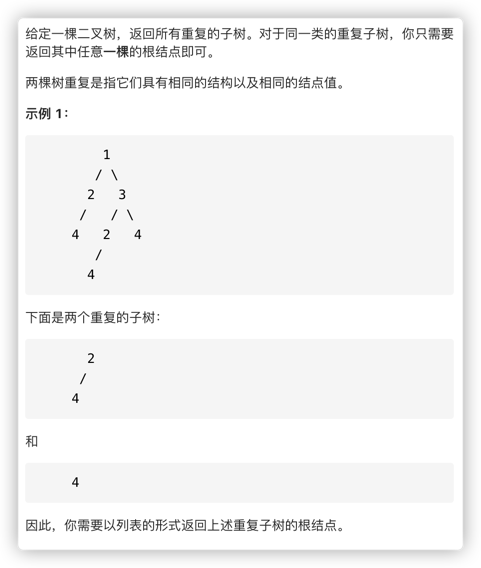 给定一棵二叉树，返回所有重复的子树。对于同一类的重复子树，你只需要
返回其中任意一棵的根结点即可。
两棵树重复是指它们具有相同的结构以及相同的结点值。
示例 1：
1
/ \
2   3
/   / \
4   2   4
/
4
下面是两个重复的子树：
2
/
4
和
4
因此，你需要以列表的形式返回上述重复子树的根结点。